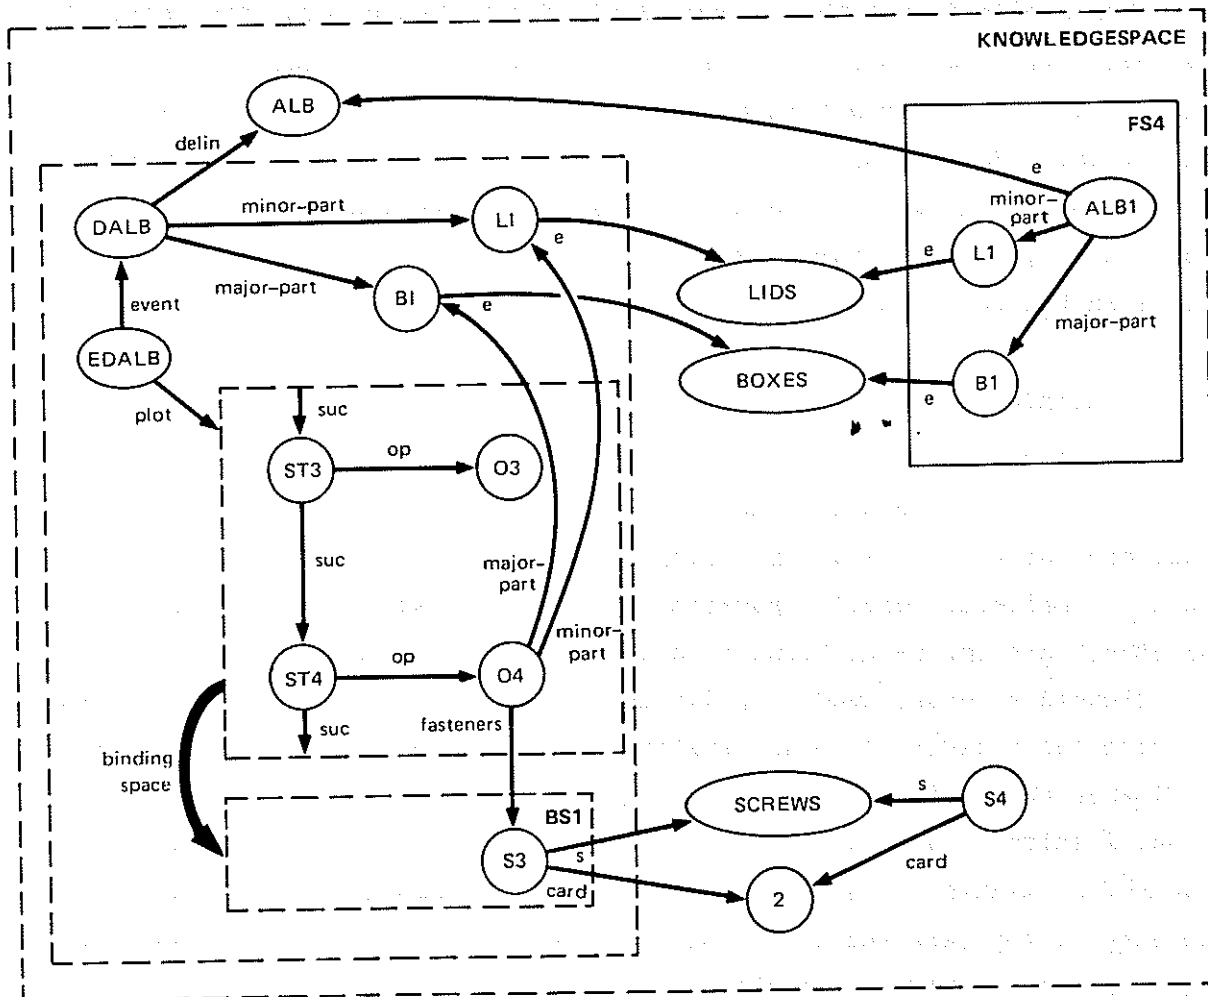 KNOWLEDGESPACE
ALB
FS4
delin
e
minor-
part
ALB1
DALB
minor-part
LI
e
L1
e
LIDS
major-part
BI
e
major-part
event
EDALB
BOXES
B1
e
plot
suc
ST3
op
O3
suc
major-
part
minor-
part
ST4
op
O4
suc
fasteners
binding
space
BS1
SCREWS
s
S4
S3
s
card
card
2